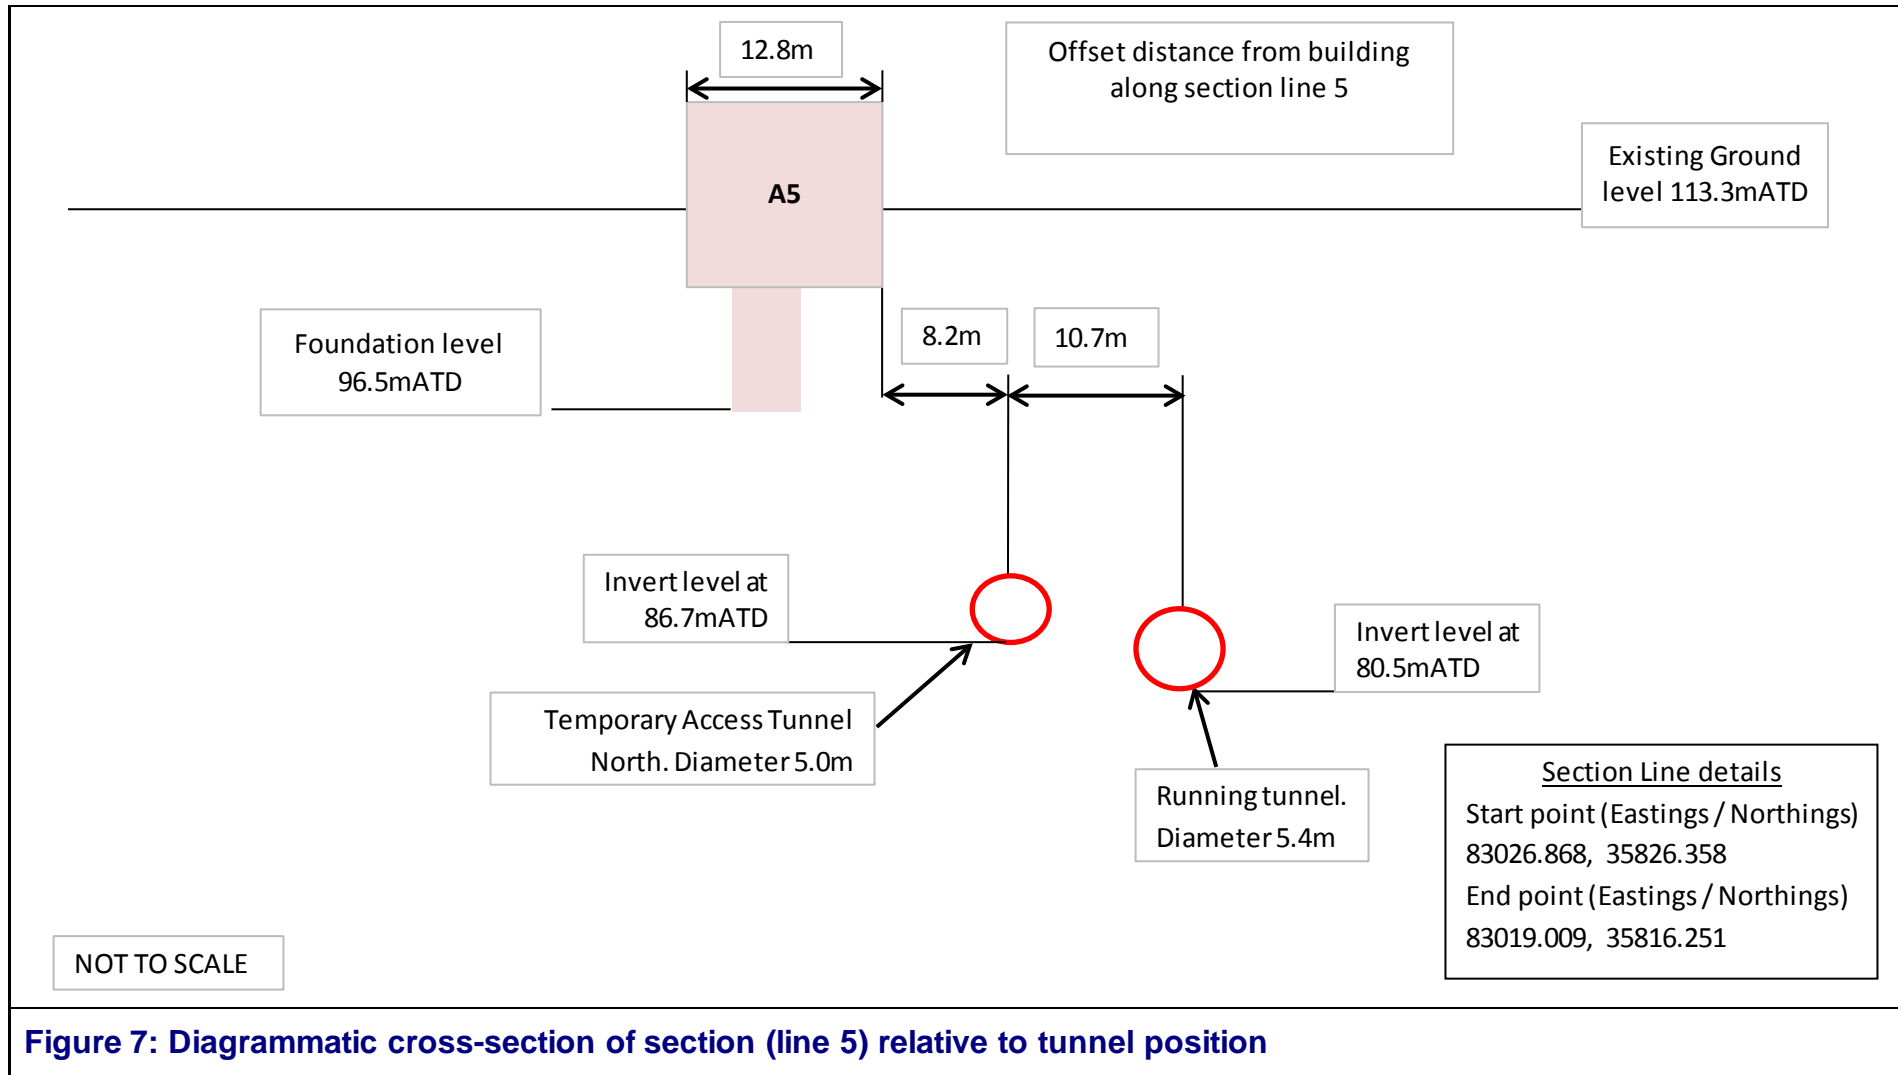 12.8m
Offset distance from building
along section line 5
A5
Existing Ground
level 113.3mATD
Foundation level
96.5mATD
8.2m
10.7m
Invert level at
86.7mATD
Invert level at
80.5mATD
Temporary Access Tunnel
North. Diameter 5.0m
Running tunnel.
Diameter 5.4m
Section Line details
Start point (Eastings / Northings)
83026.868, 35826.358
End point (Eastings / Northings)
83019.009, 35816.251
NOT TO SCALE
Figure 7: Diagrammatic cross-section of section (line 5) relative to tunnel position